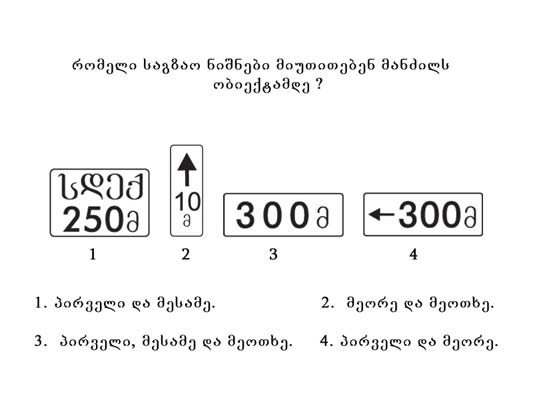 რომელი საგზაო ნიშნები მიუთითებენ მანძილს
ობიექტამდე ?
სდექ
250მ
10
მ
300მ
300მ
1
2
3
4
1. პირველი და მესამე.
2. მეორე და მეოთხე.
3. პირველი, მესამე და მეოთხე.
4. პირველი და მეორე.